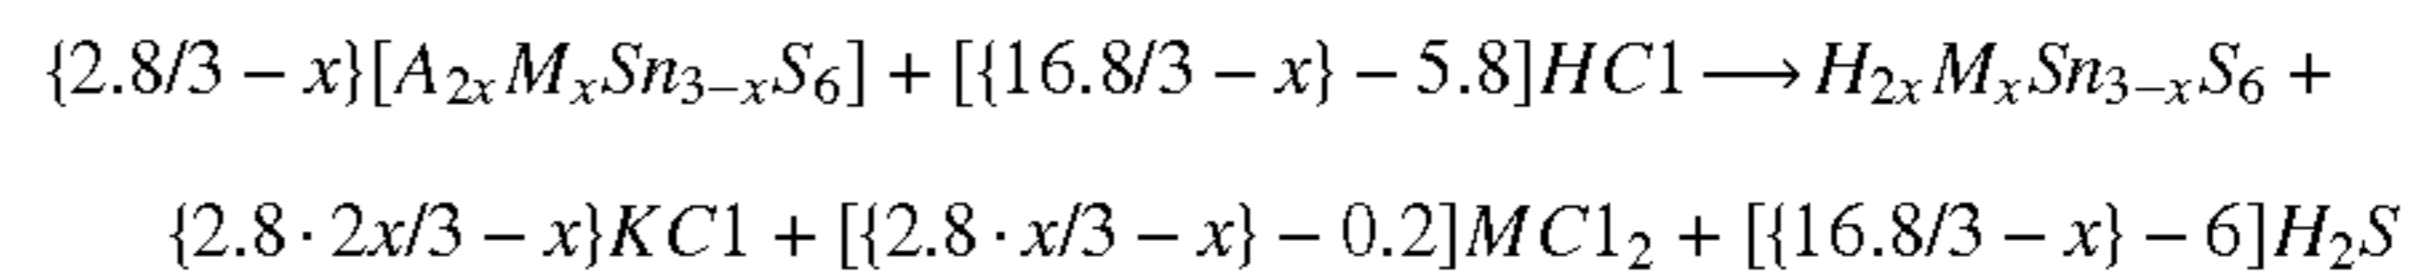 {2.8/3 – x}[A₂ₓMₓSn₃₋ₓS₆] + [{16.8/3 – x} – 5.8]HC1 ⟶ H₂ₓMₓSn₃₋ₓS₆ +
{2.8 · 2x/3 – x}KC1 + [{2.8 · x/3 – x} – 0.2]MC1₂ + [{16.8/3 – x} – 6]H₂S